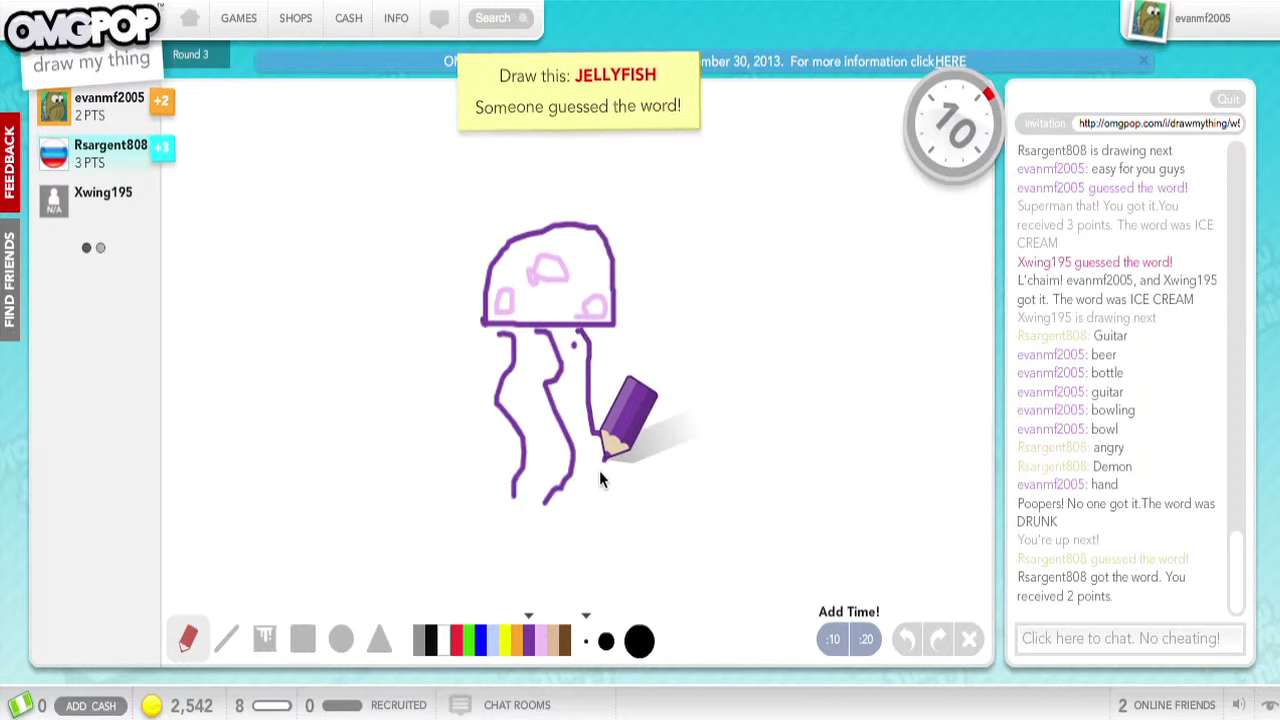 OMGPOP™
draw my thing
GAMES
SHOPS
CASH
INFO
Search
evanmf2005
Round 3
mber 30, 2013. For more information clickHERE
Draw this: JELLYFISH
Someone guessed the word!
10
FEEDBACK
FIND FRIENDS
evanmf2005 +2
2 PTS
Rsargent808 +3
3 PTS
N/A
Xwing195
Quit
Invitation http://omgpop.com/i/drawmything/w
Rsargent808 is drawing next
evanmf2005: easy for you guys
evanmf2005 guessed the word!
Superman that! You got it.You
received 3 points. The word was ICE
CREAM
Xwing195 guessed the word!
L'chaim! evanmf2005, and Xwing195
got it. The word was ICE CREAM
Xwing195 is drawing next
Rsargent808: Guitar
evanmf2005: beer
evanmf2005: bottle
evanmf2005: guitar
evanmf2005: bowling
evanmf2005: bowl
Rsargent808: angry
Rsargent808: Demon
evanmf2005: hand
Poopers! No one got it.The word was
DRUNK
You're up next!
Rsargent808 guessed the word!
Rsargent808 got the word. You
received 2 points.
Click here to chat. No cheating!
Add Time!
:10 :20
0 ADD CASH 2,542 8 0 RECRUITED CHAT ROOMS 2 ONLINE FRIENDS